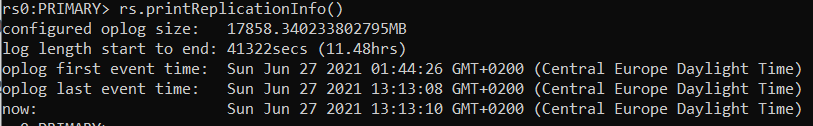 rs0:PRIMARY> rs.printReplicationInfo()
configured oplog size:   17858.340233802795MB
log length start to end: 41322secs (11.48hrs)
oplog first event time:  Sun Jun 27 2021 01:44:26 GMT+0200 (Central Europe Daylight Time)
oplog last event time:   Sun Jun 27 2021 13:13:08 GMT+0200 (Central Europe Daylight Time)
now:                     Sun Jun 27 2021 13:13:10 GMT+0200 (Central Europe Daylight Time)